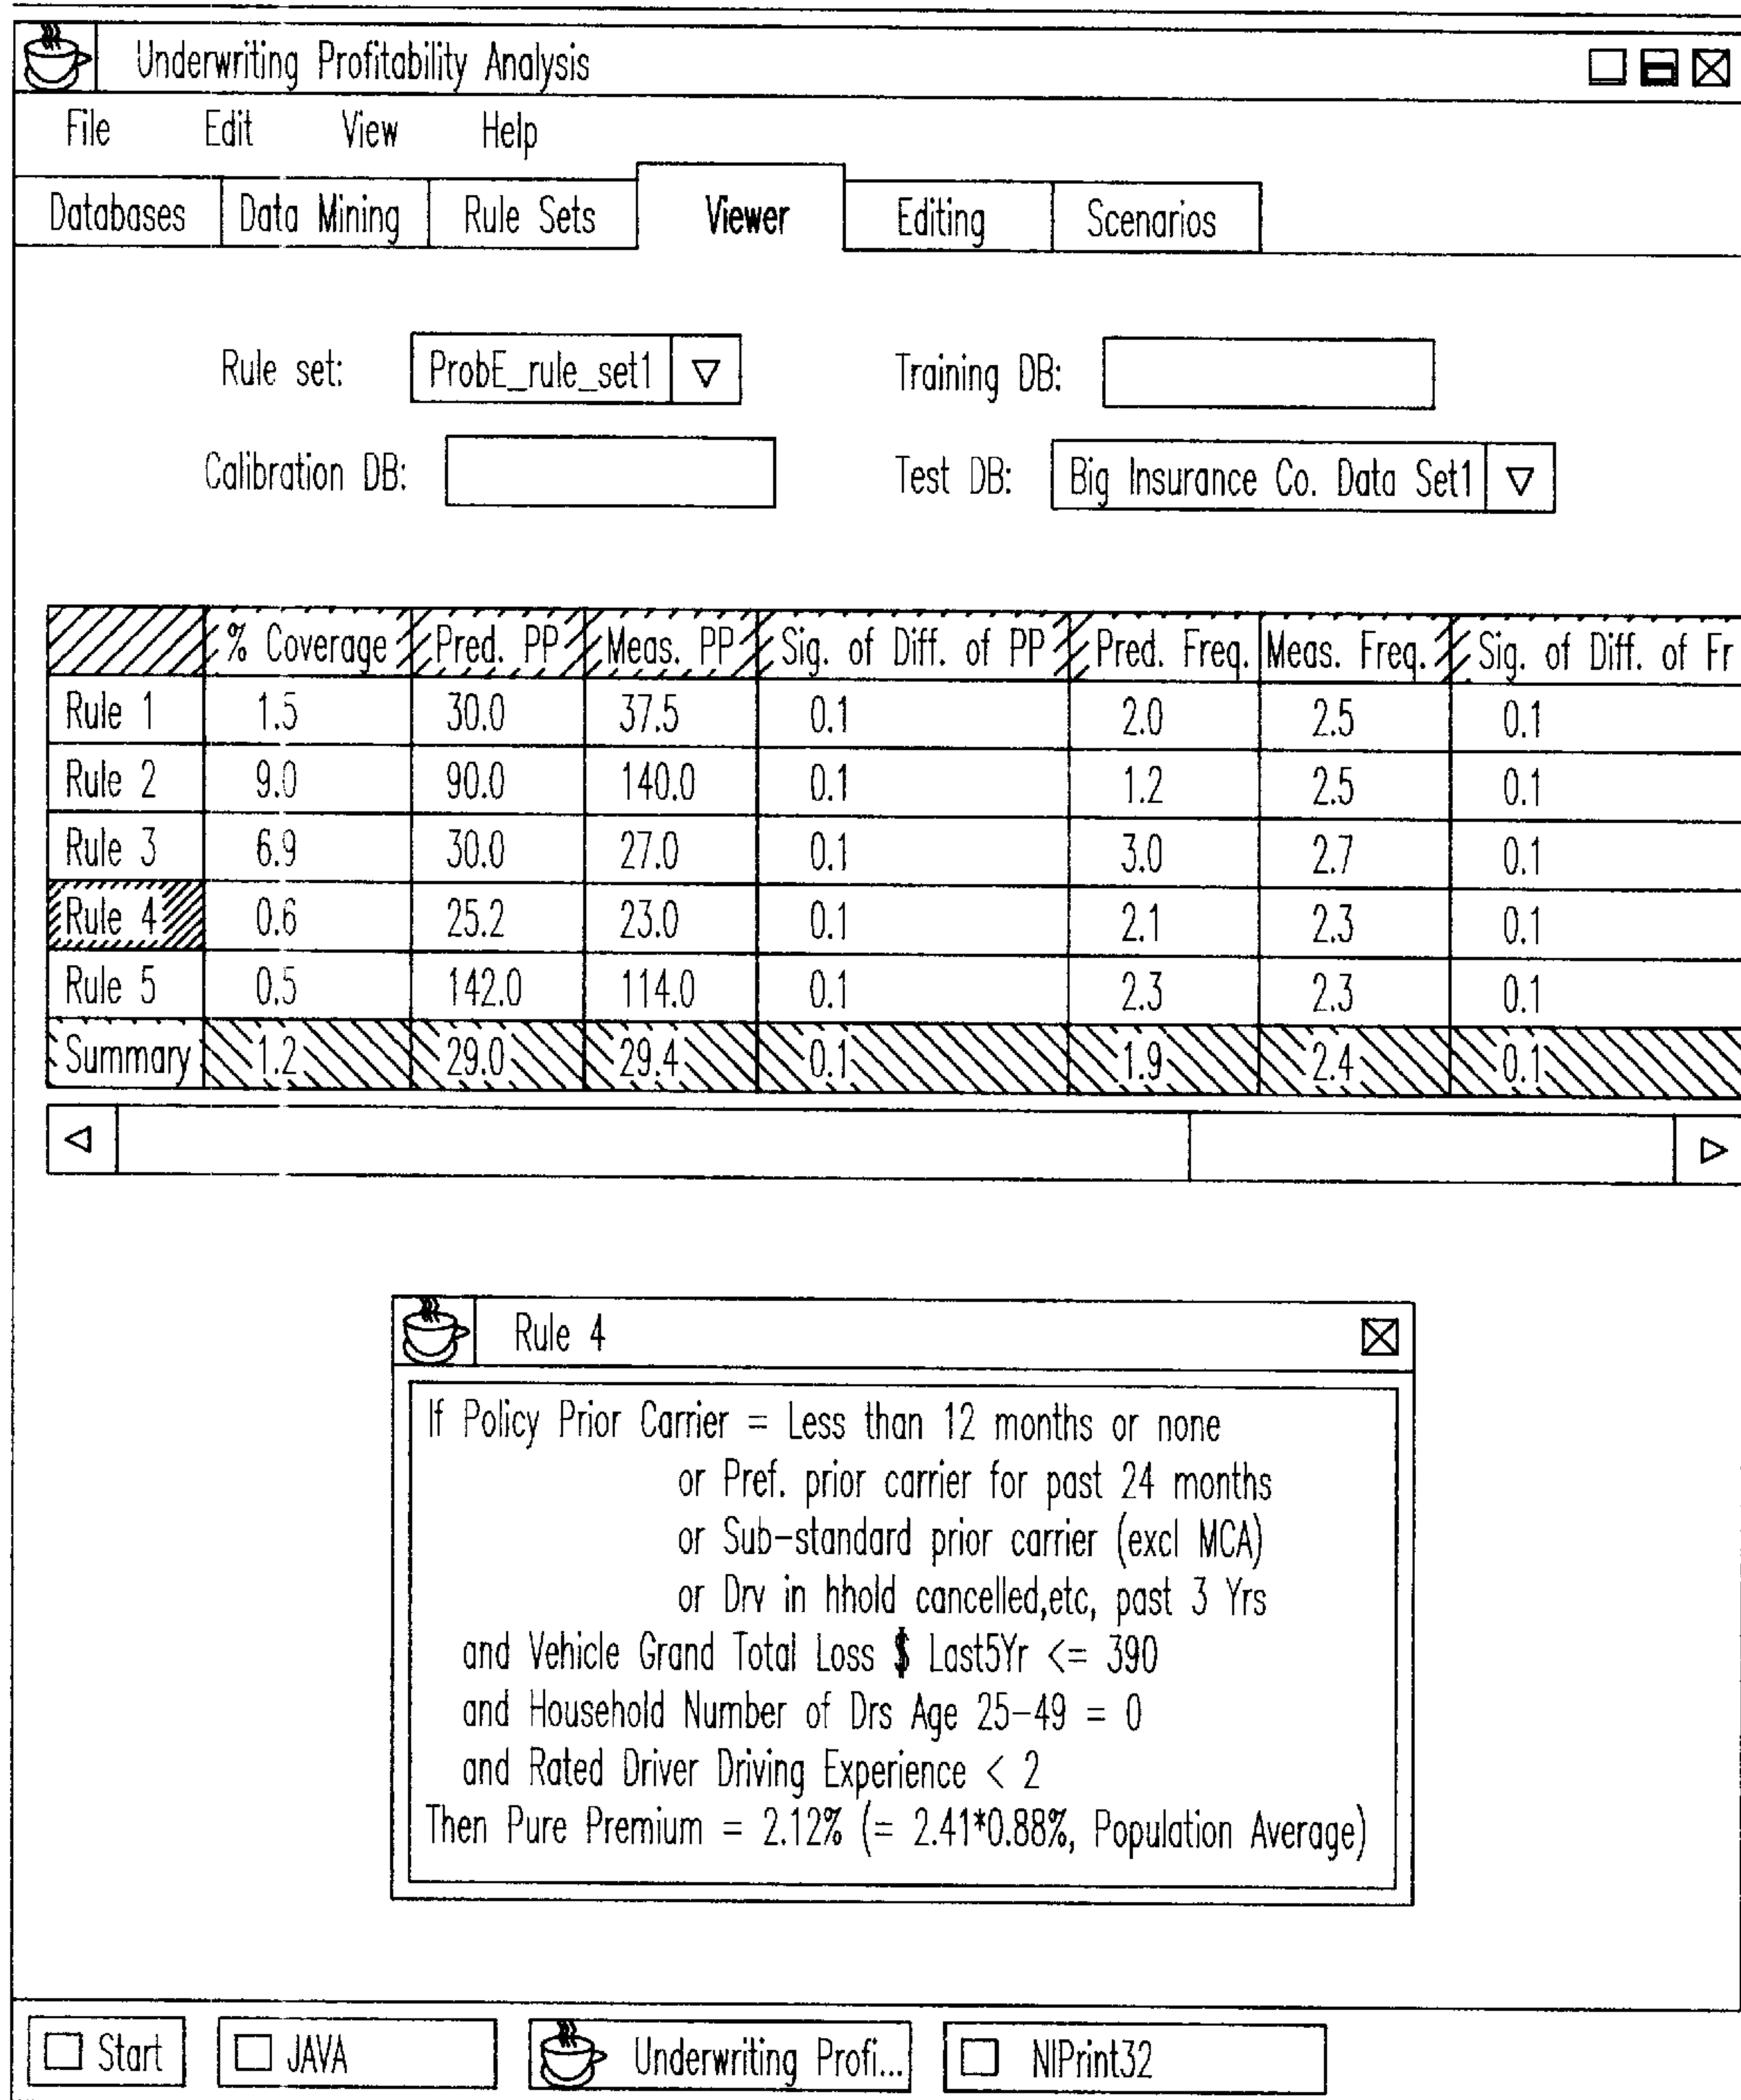 Underwriting Profitability Analysis
File Edit View Help
Databases Data Mining Rule Sets Viewer Editing Scenarios
Rule set: ProbE_rule_set1 Training DB:
Calibration DB: Test DB: Big Insurance Co. Data Set1
% Coverage Pred. PP Meas. PP Sig. of Diff. of PP Pred. Freq. Meas. Freq. Sig. of Diff. of Fr
Rule 1 1.5 30.0 37.5 0.1 2.0 2.5 0.1
Rule 2 9.0 90.0 140.0 0.1 1.2 2.5 0.1
Rule 3 6.9 30.0 27.0 0.1 3.0 2.7 0.1
Rule 4 0.6 25.2 23.0 0.1 2.1 2.3 0.1
Rule 5 0.5 142.0 114.0 0.1 2.3 2.3 0.1
Summary 1.2 29.0 29.4 0.1 1.9 2.4 0.1
Rule 4
If Policy Prior Carrier = Less than 12 months or none
or Pref. prior carrier for past 24 months
or Sub-standard prior carrier (excl MCA)
or Drv in hhold cancelled,etc, past 3 Yrs
and Vehicle Grand Total Loss $ Last5Yr <= 390
and Household Number of Drs Age 25-49 = 0
and Rated Driver Driving Experience < 2
Then Pure Premium = 2.12% (= 2.41*0.88%, Population Average)
Start JAVA Underwriting Profi... NIPrint32